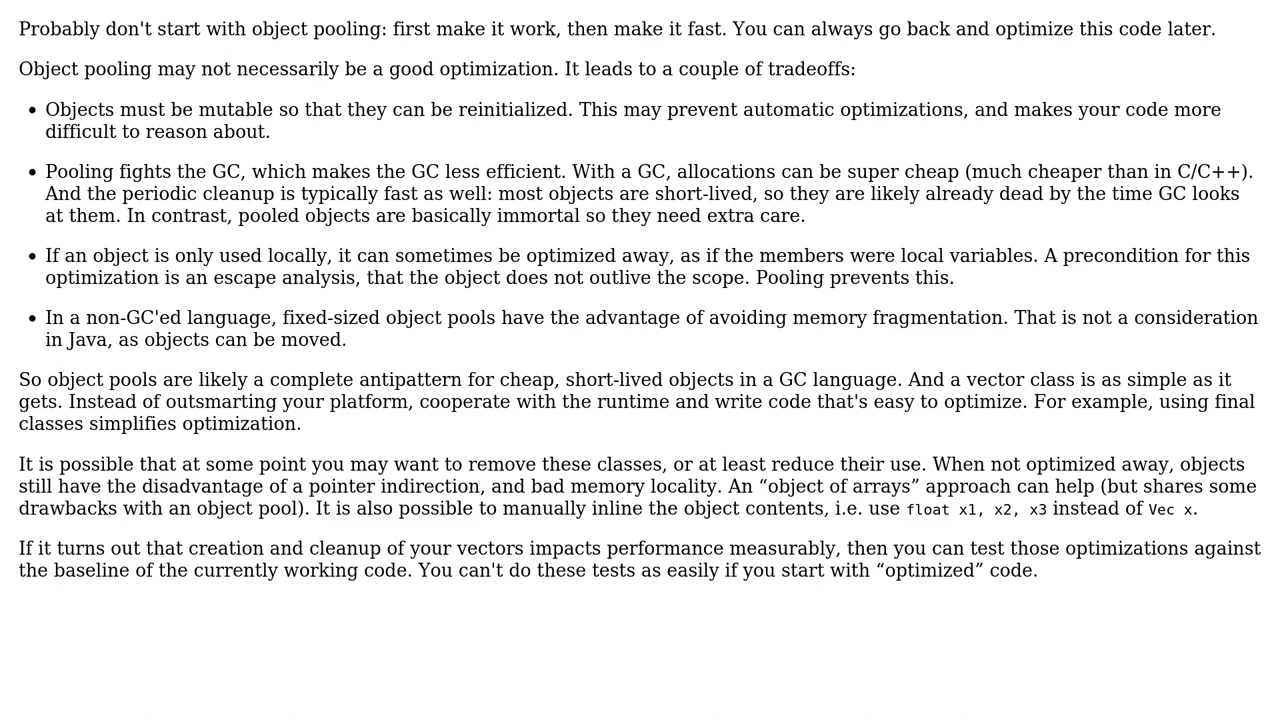 Probably don't start with object pooling: first make it work, then make it fast. You can always go back and optimize this code later.
Object pooling may not necessarily be a good optimization. It leads to a couple of tradeoffs:
• Objects must be mutable so that they can be reinitialized. This may prevent automatic optimizations, and makes your code more
difficult to reason about.
• Pooling fights the GC, which makes the GC less efficient. With a GC, allocations can be super cheap (much cheaper than in C/C++).
And the periodic cleanup is typically fast as well: most objects are short-lived, so they are likely already dead by the time GC looks
at them. In contrast, pooled objects are basically immortal so they need extra care.
• If an object is only used locally, it can sometimes be optimized away, as if the members were local variables. A precondition for this
optimization is an escape analysis, that the object does not outlive the scope. Pooling prevents this.
• In a non-GC'ed language, fixed-sized object pools have the advantage of avoiding memory fragmentation. That is not a consideration
in Java, as objects can be moved.
So object pools are likely a complete antipattern for cheap, short-lived objects in a GC language. And a vector class is as simple as it
gets. Instead of outsmarting your platform, cooperate with the runtime and write code that's easy to optimize. For example, using final
classes simplifies optimization.
It is possible that at some point you may want to remove these classes, or at least reduce their use. When not optimized away, objects
still have the disadvantage of a pointer indirection, and bad memory locality. An “object of arrays” approach can help (but shares some
drawbacks with an object pool). It is also possible to manually inline the object contents, i.e. use float x1, x2, x3 instead of Vec x.
If it turns out that creation and cleanup of your vectors impacts performance measurably, then you can test those optimizations against
the baseline of the currently working code. You can't do these tests as easily if you start with “optimized” code.